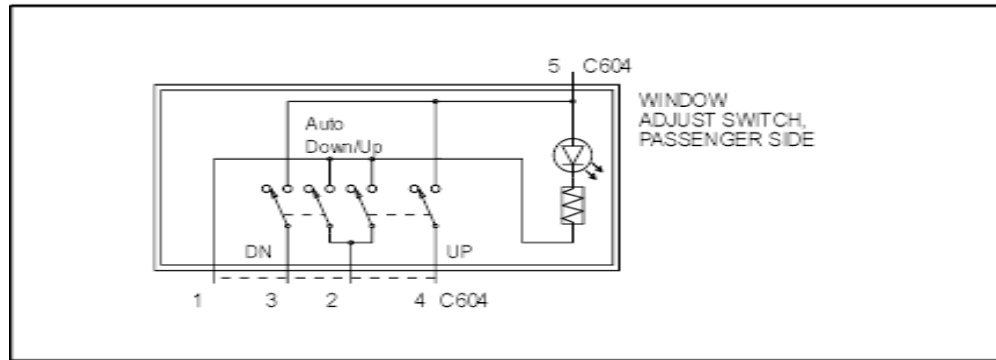 5 C604
WINDOW
ADJUST SWITCH,
PASSENGER SIDE
Auto
Down/Up
DN
UP
1 3 2 4 C604